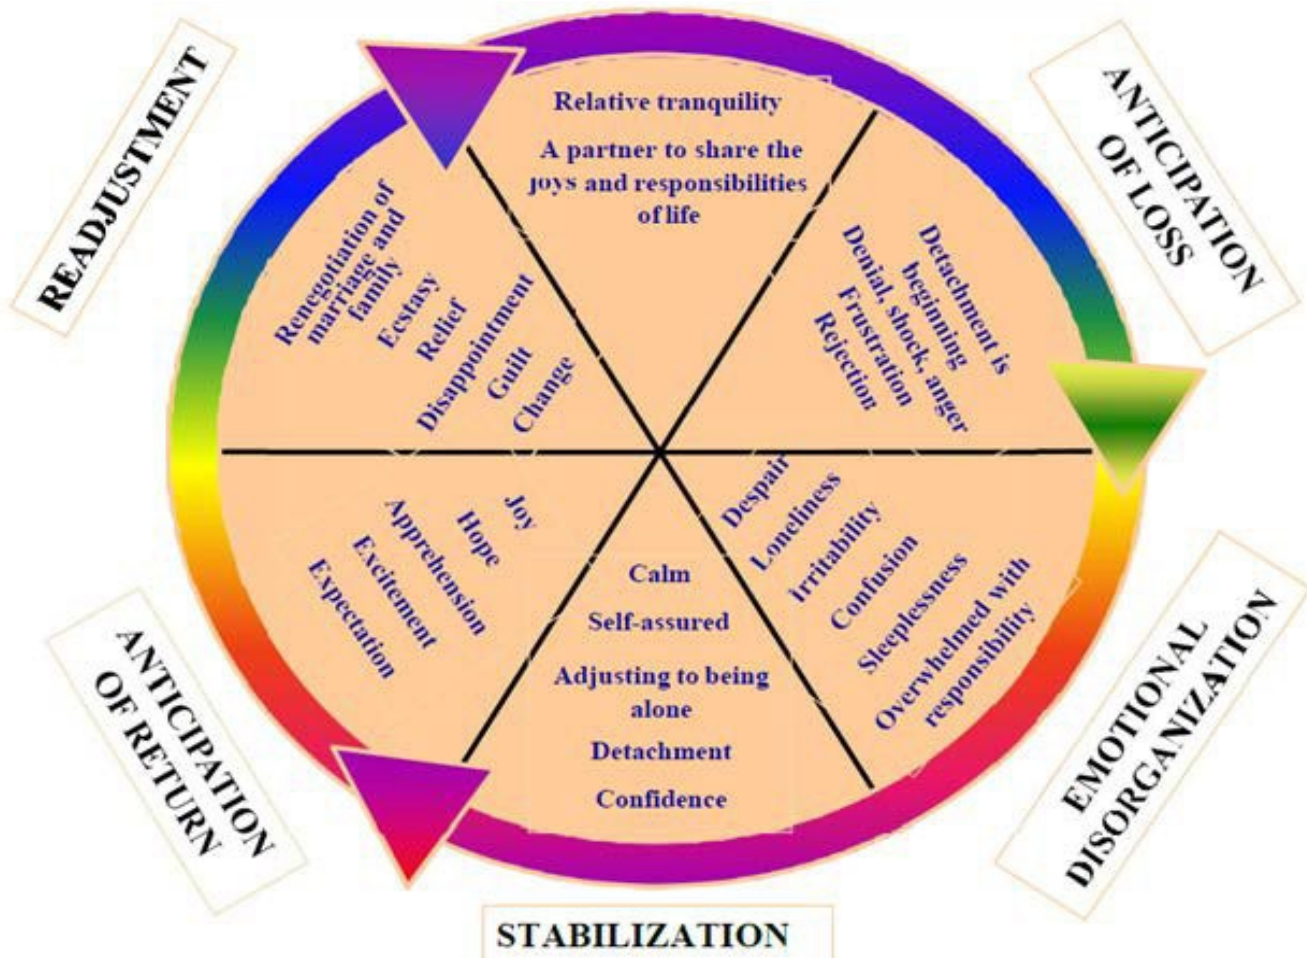 Relative tranquility
A partner to share the
joys and responsibilities
of life
ANTICIPATION
OF LOSS
Detachment is
beginning
Denial, shock, anger
Frustration
Rejection
EMOTIONAL
DISORGANIZATION
Despair
Loneliness
Irritability
Confusion
Sleeplessness
Overwhelmed with
responsibility
Calm
Self-assured
Adjusting to being
alone
Detachment
Confidence
STABILIZATION
ANTICIPATION
OF RETURN
Joy
Hope
Apprehension
Excitement
Expectation
READJUSTMENT
Renegotiation of
marriage and
family
Ecstasy
Relief
Disappointment
Guilt
Change